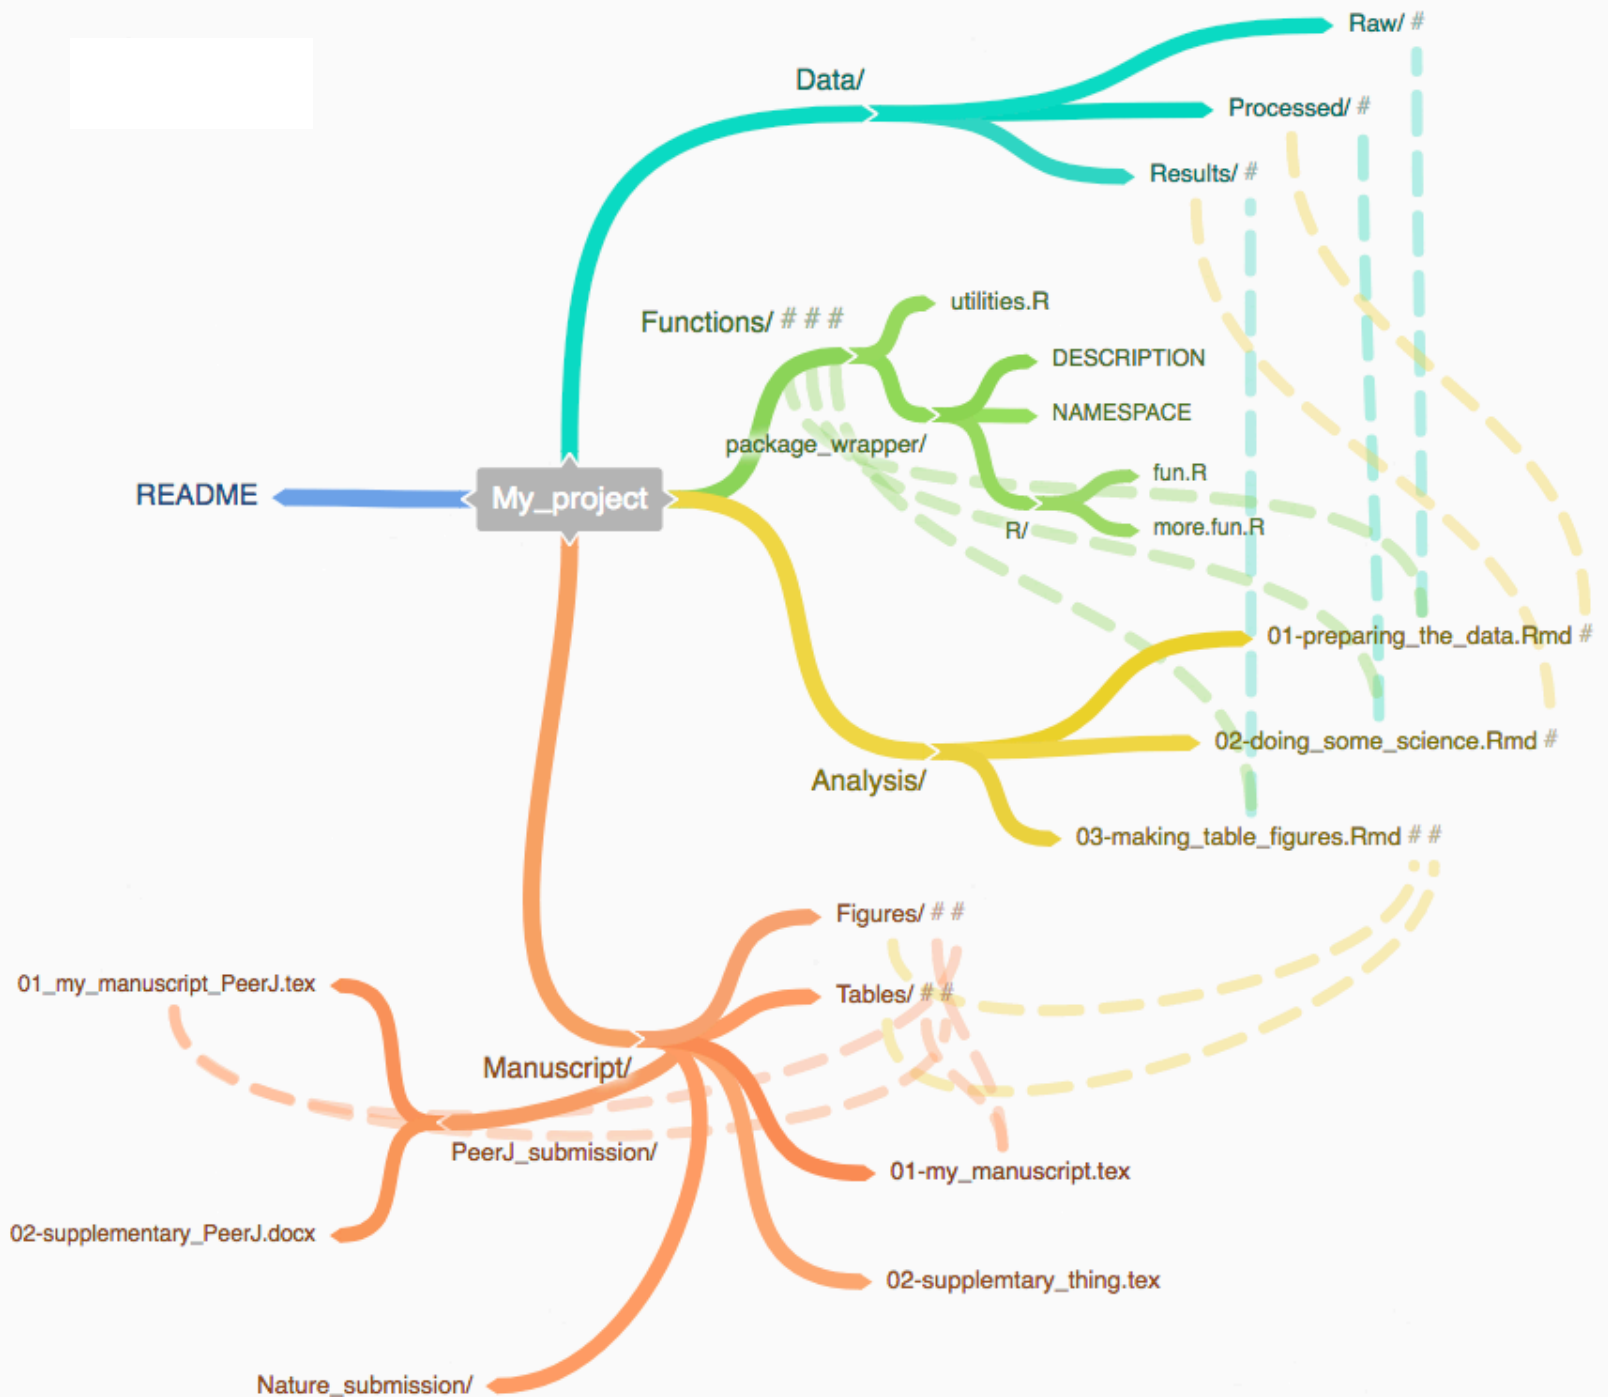 Raw/ #
Data/
Processed/ #
Results/ #
utilities.R
Functions/ # # #
DESCRIPTION
NAMESPACE
package_wrapper/
fun.R
README
My_project
R/
more.fun.R
01-preparing_the_data.Rmd #
02-doing_some_science.Rmd #
Analysis/
03-making_table_figures.Rmd # #
Figures/ # #
01_my_manuscript_PeerJ.tex
Tables/ # #
Manuscript/
PeerJ_submission/
01-my_manuscript.tex
02-supplementary_PeerJ.docx
02-supplemtary_thing.tex
Nature_submission/